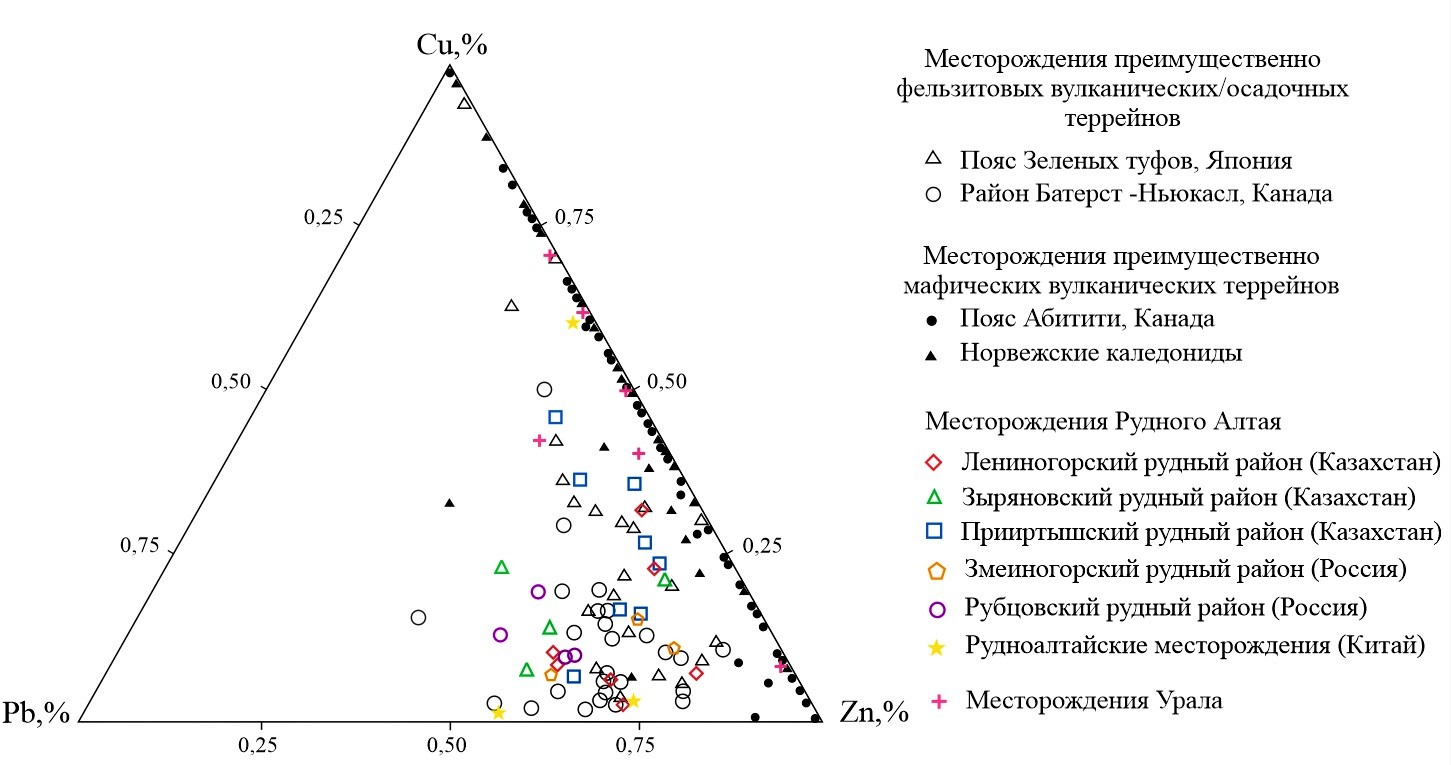 Cu,%
0,25
0,75
0,50
0,50
0,75
0,25
Pb,%
Zn,%
0,25
0,50
0,75
Месторождения преимущественно
фельзитовых вулканических/осадочных
террейнов
Пояс Зеленых туфов, Япония
Район Батерст -Ньюкасл, Канада
Месторождения преимущественно
мафических вулканических террейнов
Пояс Абитити, Канада
Норвежские каледониды
Месторождения Рудного Алтая
Лениногорский рудный район (Казахстан)
Зыряновский рудный район (Казахстан)
Прииртышский рудный район (Казахстан)
Змеиногорский рудный район (Россия)
Рубцовский рудный район (Россия)
Рудноалтайские месторождения (Китай)
Месторождения Урала